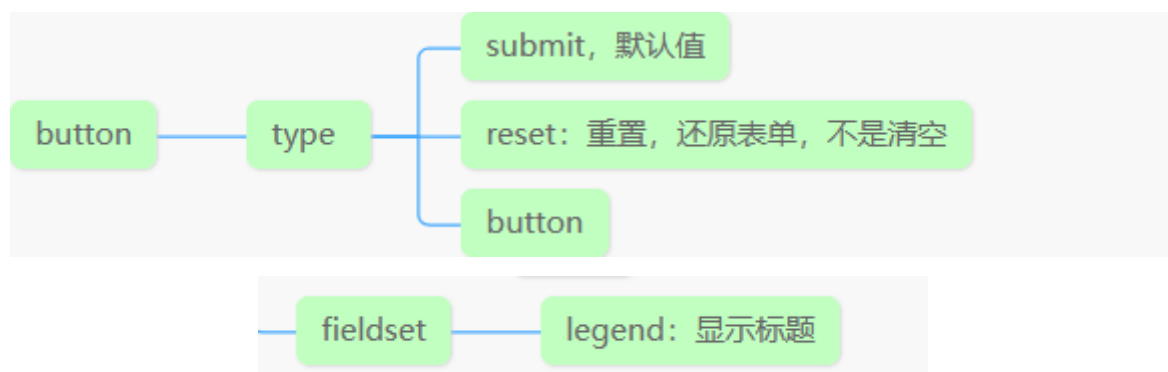 submit，默认值
button
type
reset：重置，还原表单，不是清空
button
fieldset
legend：显示标题